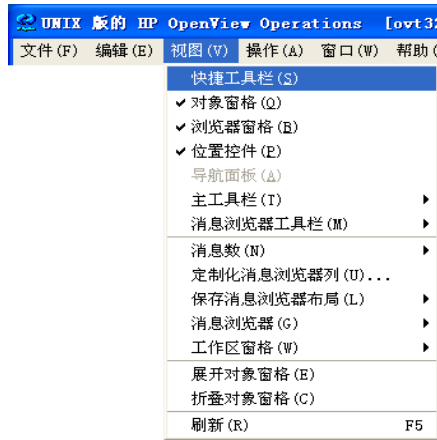 UNIX 版的 HP OpenView Operations [ovt32
文件(F) 编辑(E) 视图(V) 操作(A) 窗口(W) 帮助(
快捷工具栏(S)
对象窗格(O)
浏览器窗格(B)
位置控件(P)
导航面板(A)
主工具栏(T)
消息浏览器工具栏(M)
消息数(N)
定制化消息浏览器列(U)...
保存消息浏览器布局(L)
消息浏览器(G)
工作区窗格(W)
展开对象窗格(E)
折叠对象窗格(C)
刷新(R) F5